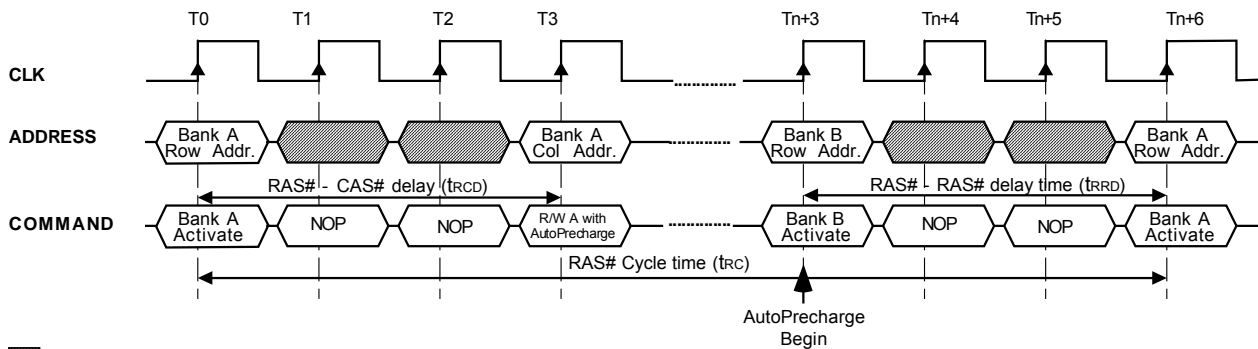 T0 T1 T2 T3 Tn+3 Tn+4 Tn+5 Tn+6
CLK
ADDRESS
Bank A
Row Addr.
Bank A
Col Addr.
Bank B
Row Addr.
Bank A
Row Addr.
RAS# - CAS# delay (tRCD)
RAS# - RAS# delay time (tRRD)
COMMAND
Bank A
Activate
NOP
NOP
R/W A with
AutoPrecharge
Bank B
Activate
NOP
NOP
Bank A
Activate
RAS# Cycle time (tRC)
AutoPrecharge
Begin